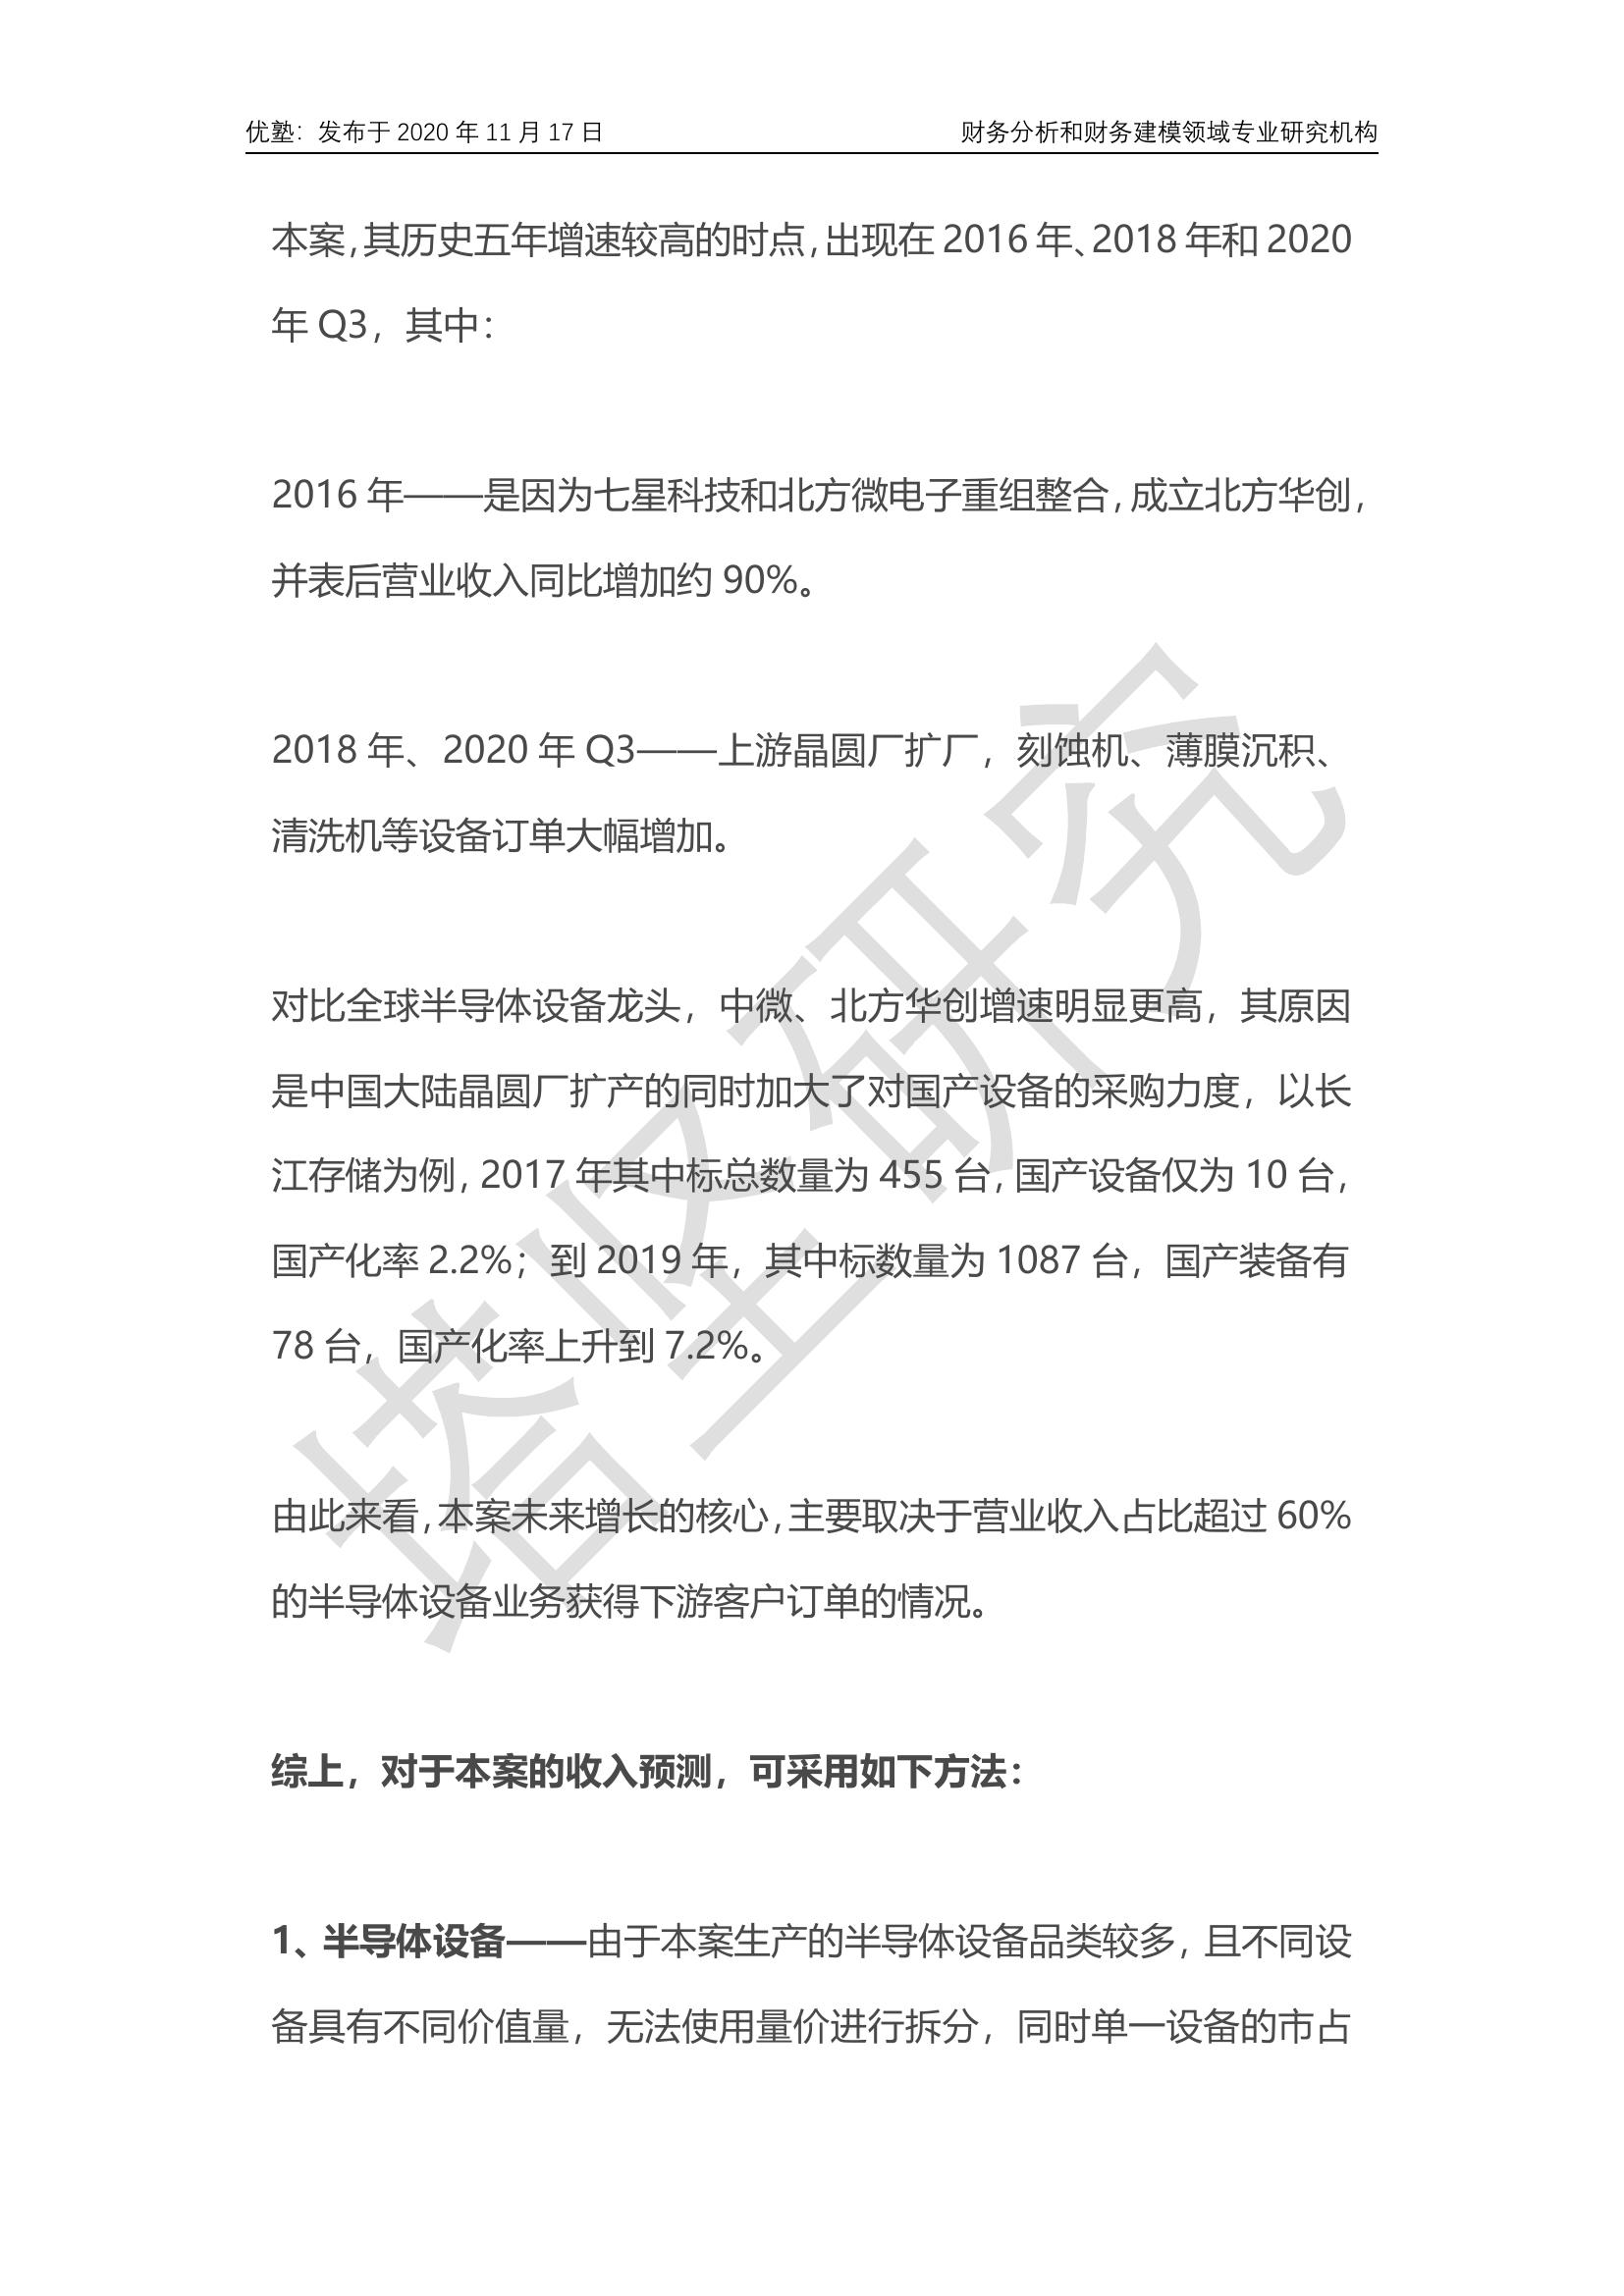 优塾：发布于 2020 年 11 月 17 日 财务分析和财务建模领域专业研究机构
本案，其历史五年增速较高的时点，出现在 2016 年、2018 年和 2020
年 Q3，其中：
2016 年——是因为七星科技和北方微电子重组整合，成立北方华创，
并表后营业收入同比增加约 90%。
2018 年、2020 年 Q3——上游晶圆厂扩厂，刻蚀机、薄膜沉积、
清洗机等设备订单大幅增加。
对比全球半导体设备龙头，中微、北方华创增速明显更高，其原因
是中国大陆晶圆厂扩产的同时加大了对国产设备的采购力度，以长
江存储为例，2017 年其中标总数量为 455 台，国产设备仅为 10 台，
国产化率 2.2%；到 2019 年，其中标数量为 1087 台，国产装备有
78 台，国产化率上升到 7.2%。
由此来看，本案未来增长的核心，主要取决于营业收入占比超过 60%
的半导体设备业务获得下游客户订单的情况。
综上，对于本案的收入预测，可采用如下方法：
1、半导体设备——由于本案生产的半导体设备品类较多，且不同设
备具有不同价值量，无法使用量价进行拆分，同时单一设备的市占
塔坚研究